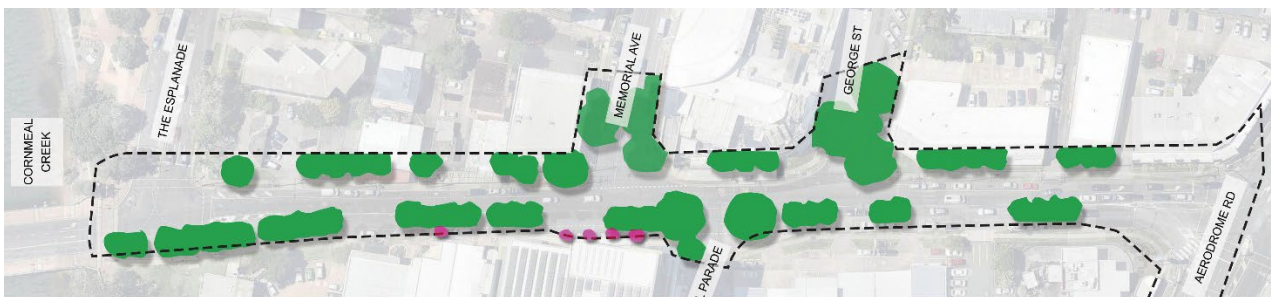 CORNMEAL
CREEK
THE ESPLANADE
MEMORIAL AVE
GEORGE ST
PARADE
AERODROME RD